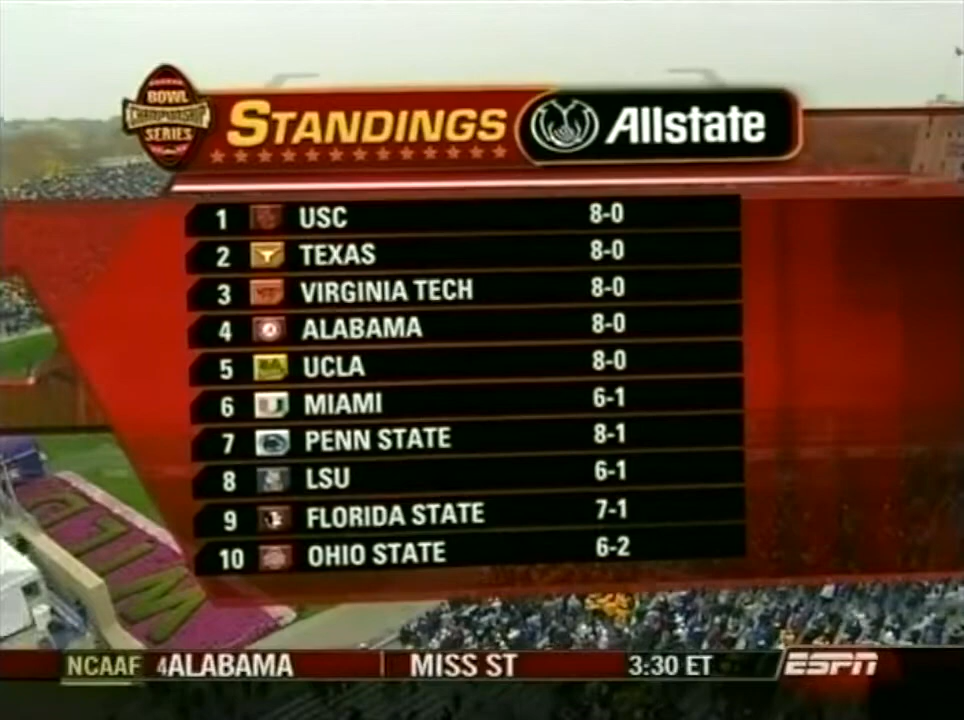 BOWL
CHAMPIONSHIP
SERIES
STANDINGS
Allstate
1 USC 8-0
2 TEXAS 8-0
3 VIRGINIA TECH 8-0
4 ALABAMA 8-0
5 UCLA 8-0
6 MIAMI 6-1
7 PENN STATE 8-1
8 LSU 6-1
9 FLORIDA STATE 7-1
10 OHIO STATE 6-2
WILDC
NCAAF 4ALABAMA MISS ST 3:30 ET ESPN